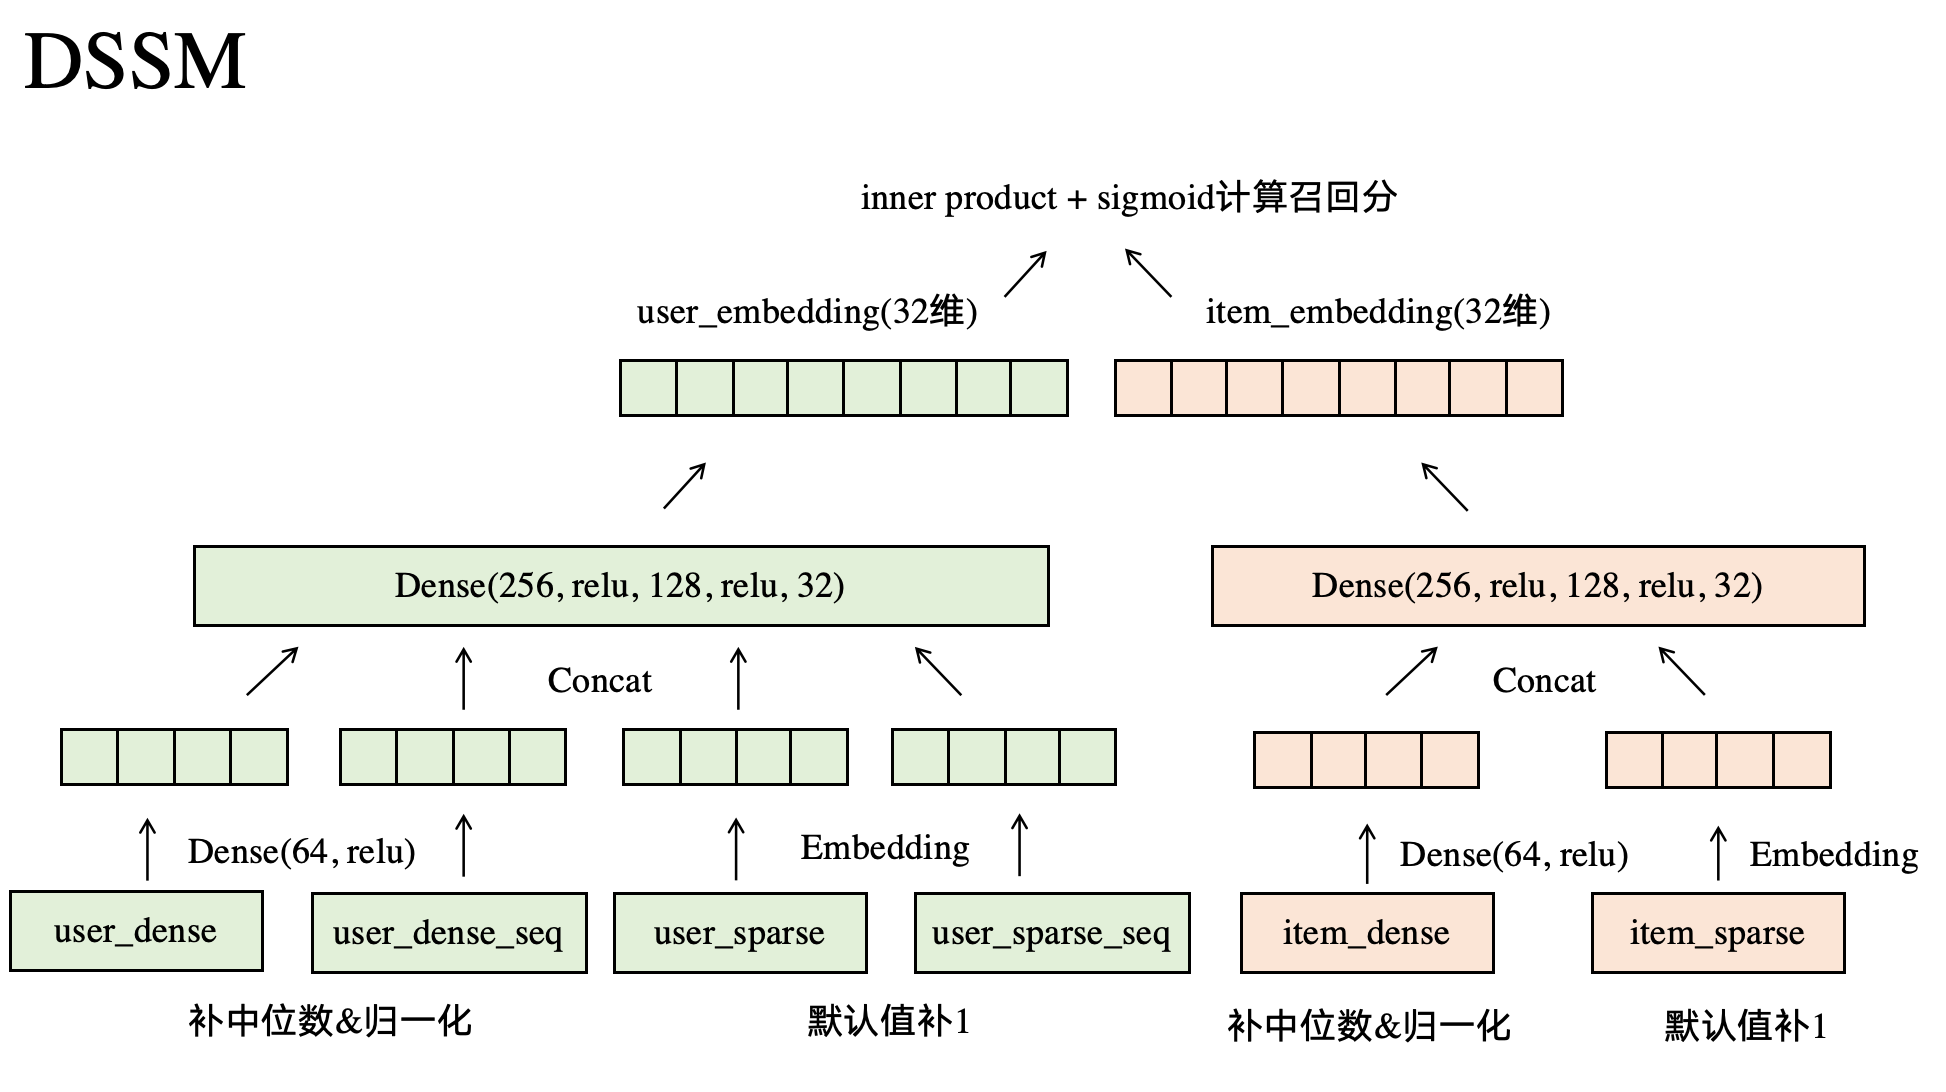 DSSM
inner product + sigmoid计算召回分
user_embedding(32维)
item_embedding(32维)
Dense(256, relu, 128, relu, 32)
Dense(256, relu, 128, relu, 32)
Concat
Concat
Dense(64, relu)
Embedding
Dense(64, relu)
Embedding
user_dense
user_dense_seq
user_sparse
user_sparse_seq
item_dense
item_sparse
补中位数&归一化
默认值补1
补中位数&归一化
默认值补1